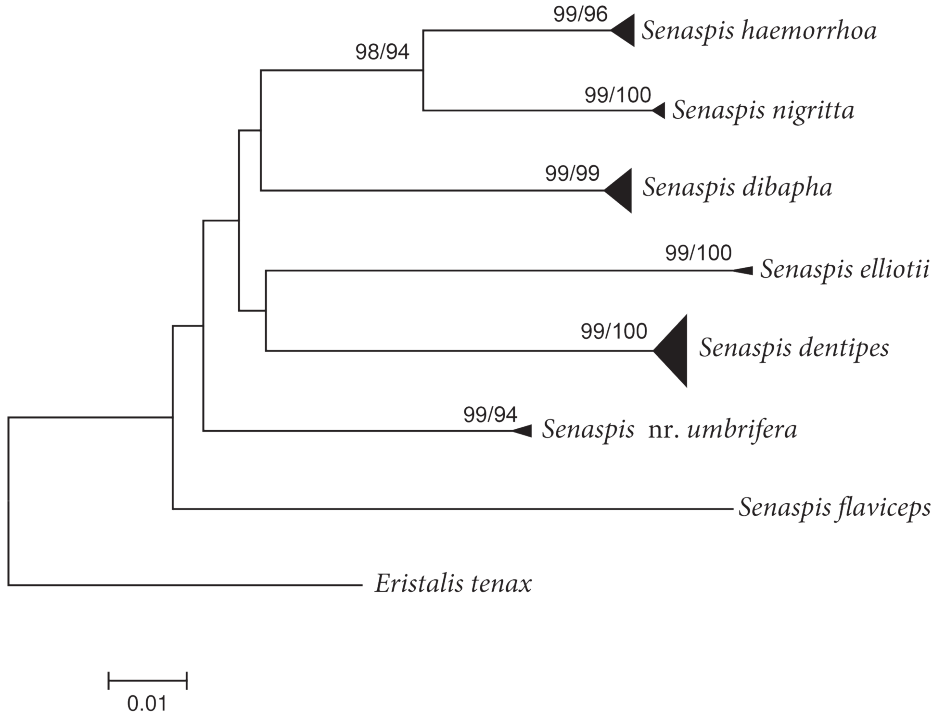 99/96
Senaspis haemorrhoa
98/94
99/100
Senaspis nigritta
99/99
Senaspis dibapha
99/100
Senaspis elliotii
99/100
Senaspis dentipes
99/94
Senaspis nr. umbrifera
Senaspis flaviceps
Eristalis tenax
0.01